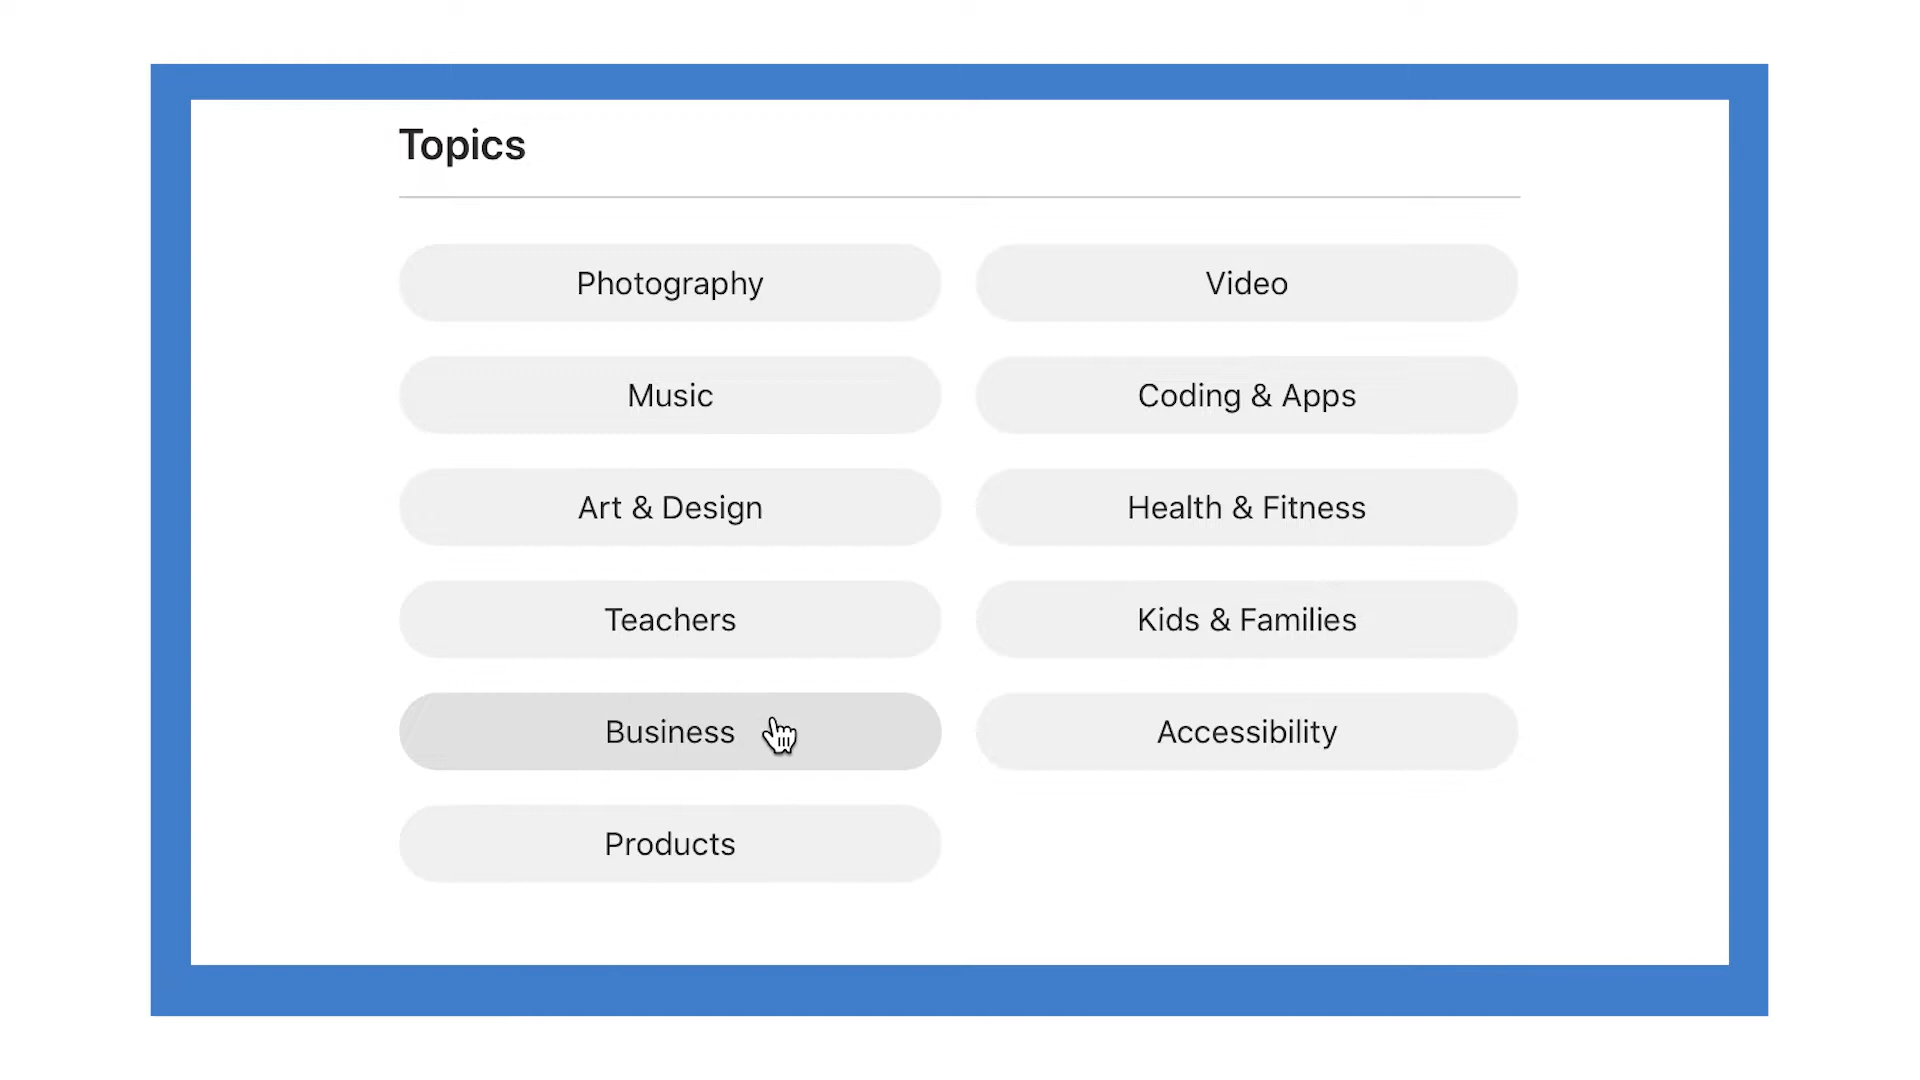 Topics
Photography
Video
Music
Coding & Apps
Art & Design
Health & Fitness
Teachers
Kids & Families
Business
Accessibility
Products